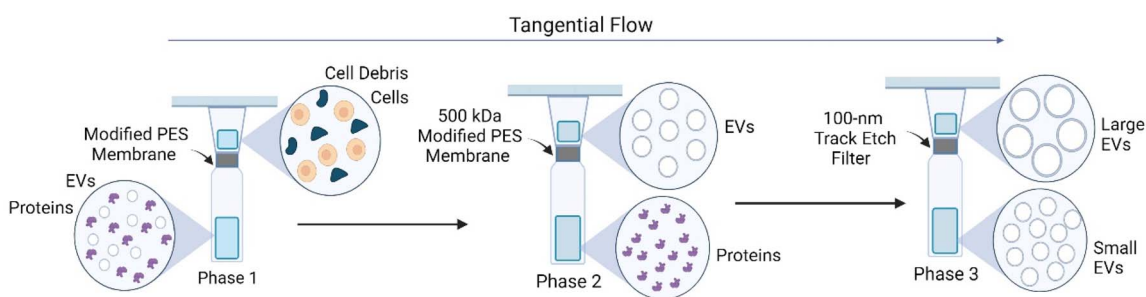 Tangential Flow
Cell Debris
Cells
Modified PES
Membrane
EVs
Proteins
Phase 1
500 kDa
Modified PES
Membrane
EVs
Proteins
Phase 2
100-nm
Track Etch
Filter
Large
EVs
Small
EVs
Phase 3